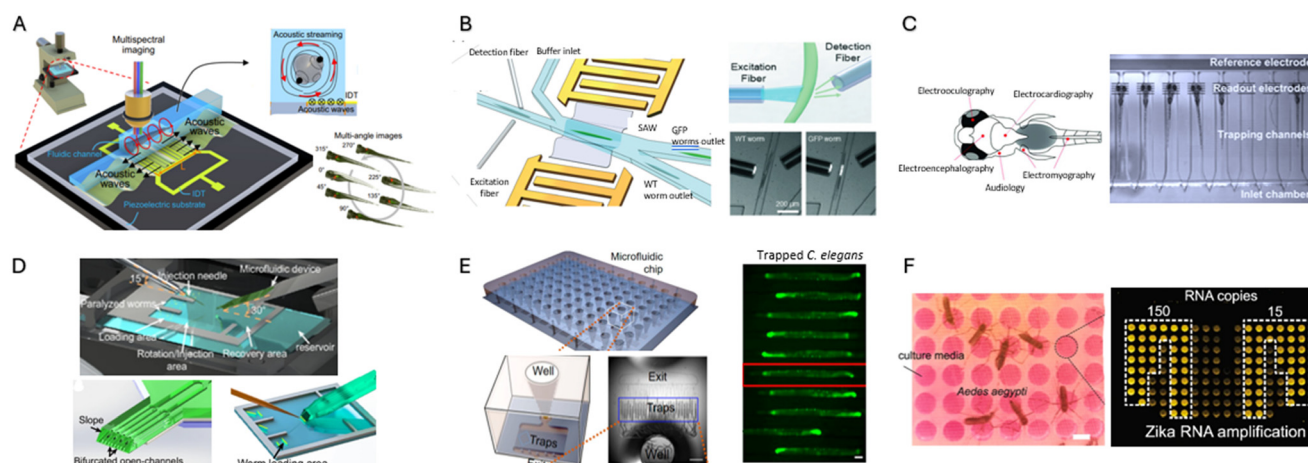 A
Multispectral
imaging
Acoustic streaming
IDT
Acoustic waves
Acoustic
waves
Fluidic channel
Acoustic
waves
IDT
Piezoelectric substrate
Multi-angle images
270°
315°
0°
225°
45°
135°
90°
B
Detection fiber
Buffer inlet
SAW
GFP
worms outlet
WT
worm outlet
Excitation
fiber
Detection
Fiber
Excitation
Fiber
WT worm
GFP worm
200 µm
C
Electrooculography
Electrocardiography
Electroencephalography
Audiology
Electromyography
Reference electrode
Readout electrodes
Trapping channels
Inlet chamber
D
15°
Injection needle
Microfluidic device
Paralyzed worms
30°
Loading area
Rotation/Injection
area
Recovery area
reservoir
Slope
Bifurcated open-channels
Worm loading area
E
Microfluidic
chip
Well
Traps
Exit
Traps
Well
Trapped C. elegans
F
culture media
Aedes aegypti
RNA copies
150
15
Zika RNA amplification